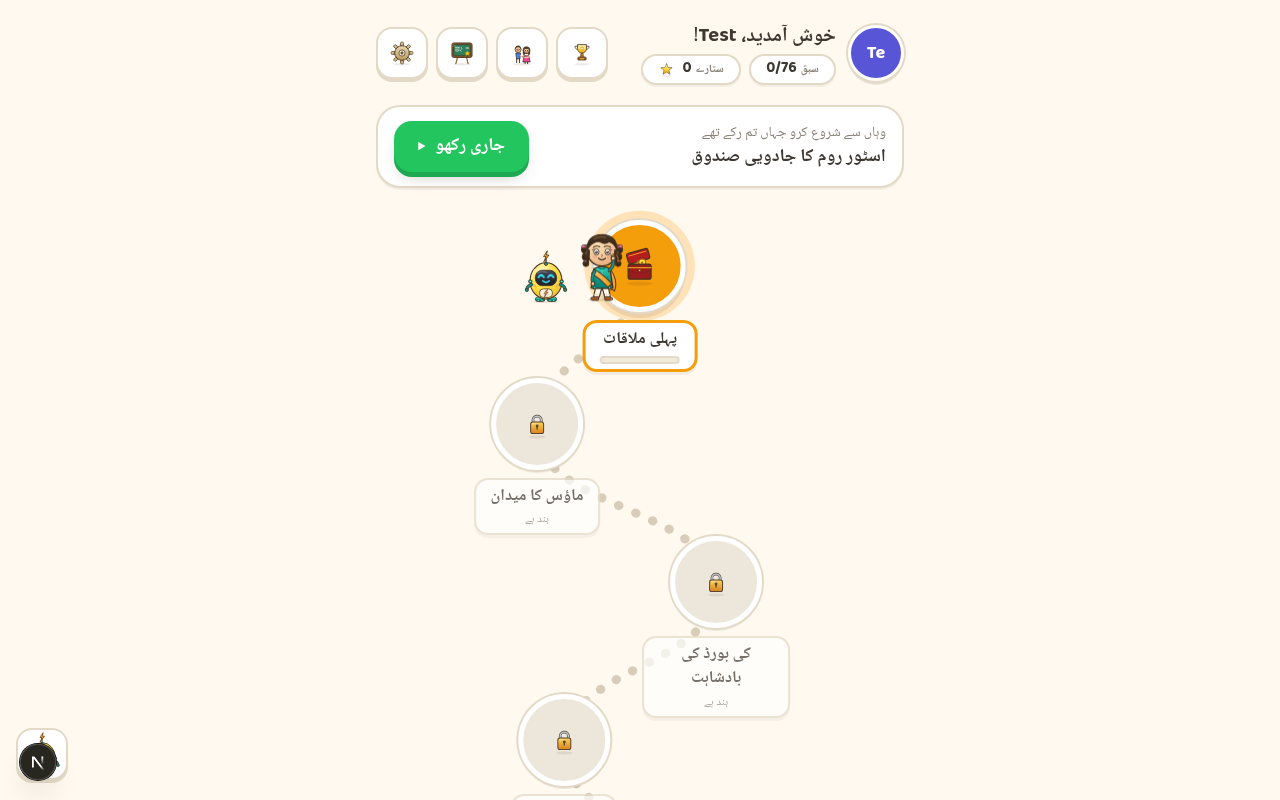 خوش آمدید، Test!
Te
سبق 0/76
ستارے 0
وہاں سے شروع کرو جہاں تم رکے تھے
اسٹور روم کا جادویی صندوق
جاری رکھو
پہلی ملاقات
ماؤس کا میدان
بند ہے
کی بورڈ کی
بادشاہت
بند ہے
N